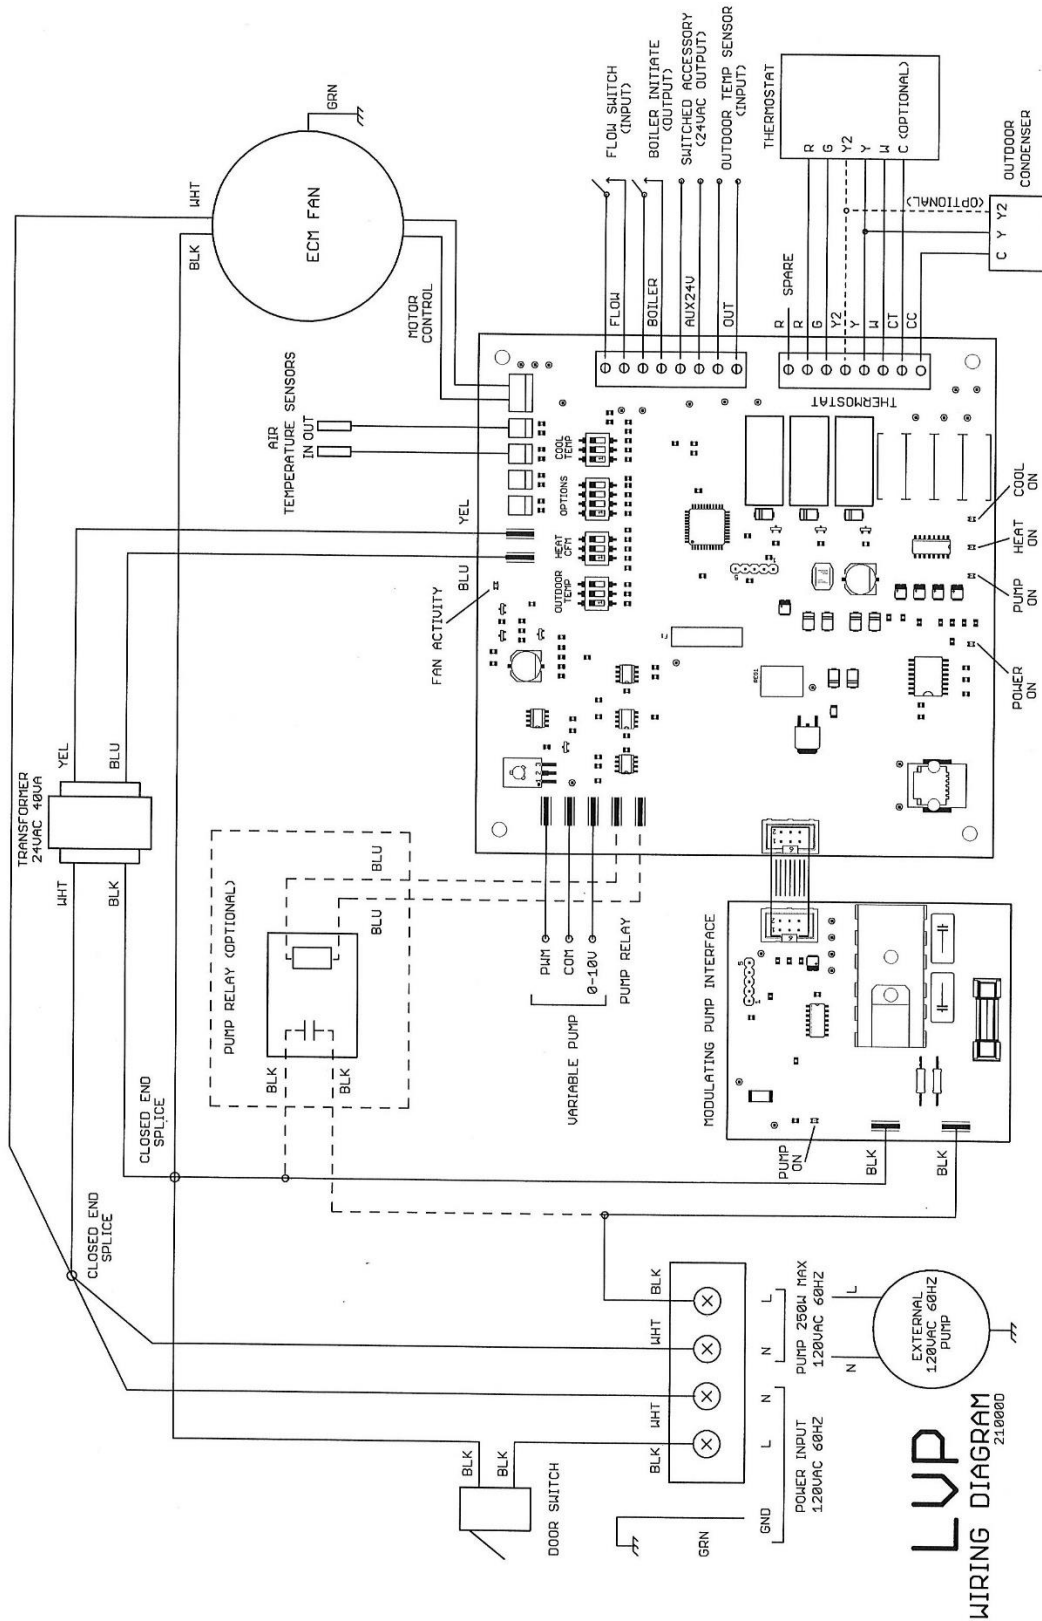 LVP
WIRING DIAGRAM
21000D
TRANSFORMER
24VAC 40VA
WHT
BLK
YEL
BLU
CLOSED END
SPLICE
CLOSED END
SPLICE
WHT
BLK
ECM FAN
GRN
MOTOR
CONTROL
AIR
TEMPERATURE SENSORS
IN OUT
BLU
YEL
FAN ACTIVITY
PUMP RELAY (OPTIONAL)
BLK
BLK
BLU
BLU
OUTDOOR
TEMP
HEAT
CFM
OPTIONS
COOL
TEMP
FLOW
BOILER
AUX24V
OUT
FLOW SWITCH
(INPUT)
BOILER INITIATE
(OUTPUT)
SWITCHED ACCESSORY
(24VAC OUTPUT)
OUTDOOR TEMP SENSOR
(INPUT)
PWM
COM
0-10V
VARIABLE PUMP
PUMP RELAY
1 2 3
RES1
THERMOSTAT
R
SPARE
R
G
Y2
Y
W
CT
CC
THERMOSTAT
R
G
Y2
Y
W
C (OPTIONAL)
(OPTIONAL)
C Y Y2
OUTDOOR
CONDENSER
POWER
ON
PUMP
ON
HEAT
ON
COOL
ON
MODULATING PUMP INTERFACE
PUMP
ON
BLK
BLK
DOOR SWITCH
BLK
BLK
BLK
WHT
WHT
BLK
GRN
GND
L
N
N
L
POWER INPUT
120VAC 60HZ
PUMP 250W MAX
120VAC 60HZ
N
L
EXTERNAL
120VAC 60HZ
PUMP